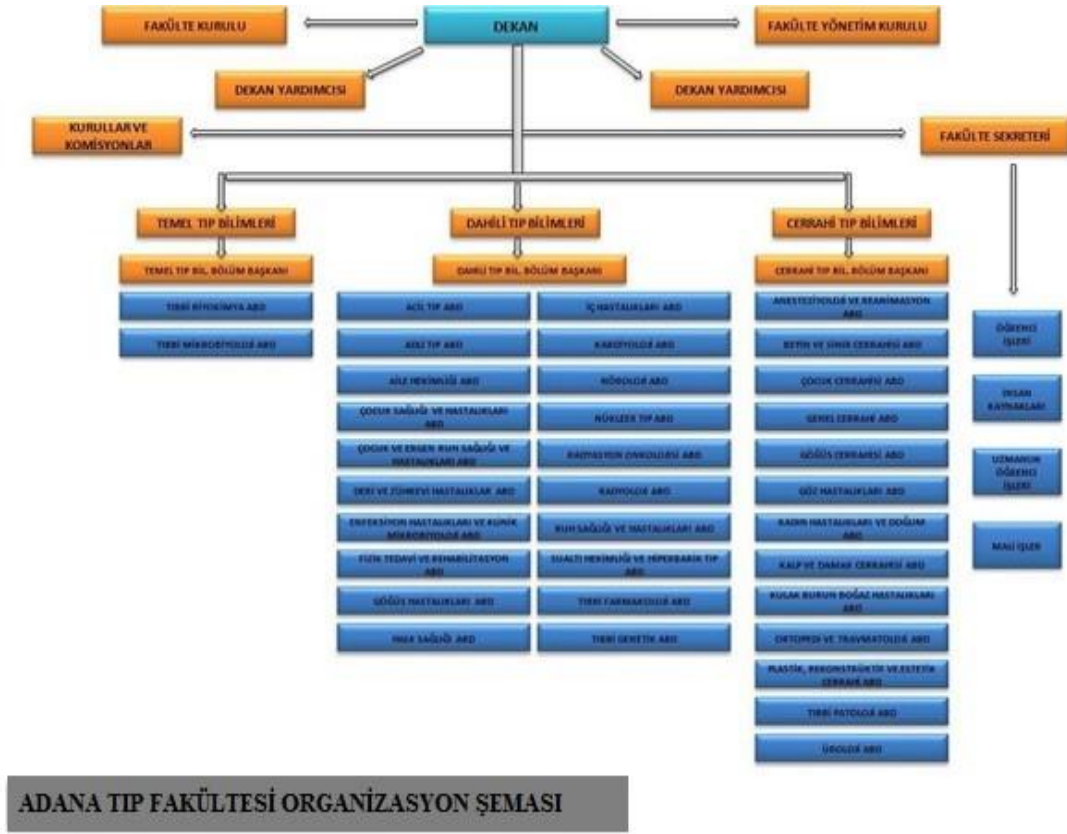 FAKÜLTE KURULU
DEKAN
FAKÜLTE YÖNETİM KURULU
DEKAN YARDIMCISI
DEKAN YARDIMCISI
KURULLAR VE
KOMİSYONLAR
FAKÜLTE SEKRETERİ
TEMEL TIP BİLİMLERİ
DAHİLİ TIP BİLİMLERİ
CERRAHİ TIP BİLİMLERİ
TEMEL TIP BİL. BÖLÜM BAŞKANI
DAHİLİ TIP BİL. BÖLÜM BAŞKANI
CERRAHİ TIP BİL. BÖLÜM BAŞKANI
TIBBİ BİYOKİMYA ABD
TIBBİ MİKROBİYOLOJİ ABD
ACİL TIP ABD
ADLİ TIP ABD
AİLE HEKİMLİĞİ ABD
ÇOCUK SAĞLIĞI VE HASTALIKLARI
ABD
ÇOCUK VE ERGEN RUH SAĞLIĞI VE
HASTALIKLARI ABD
DERİ VE ZÜHREVİ HASTALIKLAR ABD
ENFEKSİYON HASTALIKLARI VE KLİNİK
MİKROBİYOLOJİ ABD
FİZİK TEDAVİ VE REHABİLİTASYON
ABD
GÖĞÜS HASTALIKLARI ABD
HALK SAĞLIĞI ABD
İÇ HASTALIKLARI ABD
KARDİYOLOJİ ABD
NÖROLOJİ ABD
NÜKLEER TIP ABD
RADYASYON ONKOLOJİSİ ABD
RADYOLOJİ ABD
RUH SAĞLIĞI VE HASTALIKLARI ABD
SUALTI HEKİMLİĞİ VE HİPERBARİK TIP
ABD
TIBBİ FARMAKOLOJİ ABD
TIBBİ GENETİK ABD
ANESTEZİYOLOJİ VE REANİMASYON
ABD
BEYİN VE SİNİR CERRAHİSİ ABD
ÇOCUK CERRAHİSİ ABD
GENEL CERRAHİ ABD
GÖĞÜS CERRAHİSİ ABD
GÖZ HASTALIKLARI ABD
KADIN HASTALIKLARI VE DOĞUM
ABD
KALP VE DAMAR CERRAHİSİ ABD
KULAK BURUN BOĞAZ HASTALIKLARI
ABD
ORTOPEDİ VE TRAVMATOLOJİ ABD
PLASTİK, REKONSTRÜKTİF VE ESTETİK
CERRAHİ ABD
TIBBİ PATOLOJİ ABD
ÜROLOJİ ABD
ÖĞRENCİ
İŞLERİ
İNSAN
KAYNAKLARI
ÖĞRENCİ
İŞLERİ
MALİ İŞLER
ADANA TIP FAKÜLTESİ ORGANİZASYON ŞEMASI